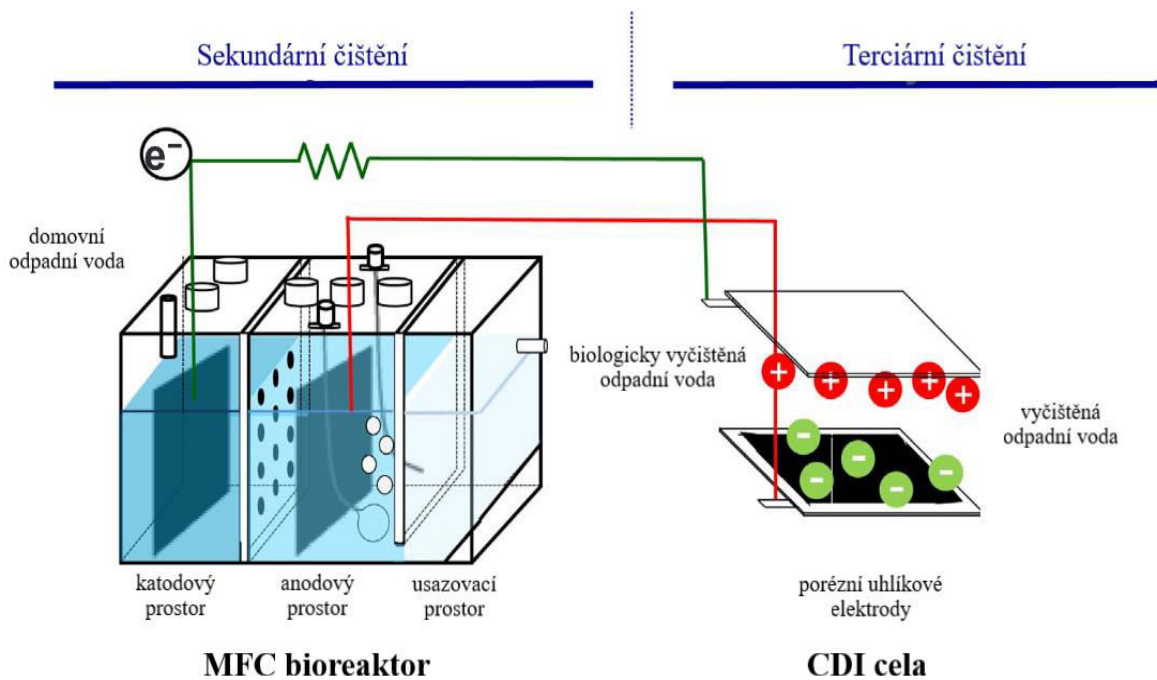 Sekundární čištění
Terciární čištění
e⁻
domovní
odpadní voda
biologicky vyčištěná
odpadní voda
+
+
+
+
+
vyčištěná
odpadní voda
-
-
-
-
-
katodový
prostor
anodový
prostor
usazovací
prostor
porézní uhlíkové
elektrody
MFC bioreaktor
CDI cela